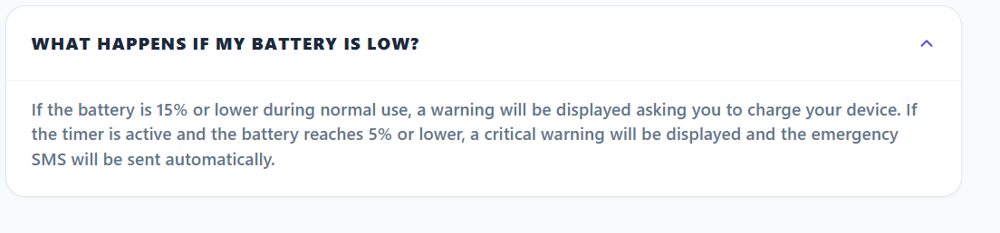 WHAT HAPPENS IF MY BATTERY IS LOW?
If the battery is 15% or lower during normal use, a warning will be displayed asking you to charge your device. If
the timer is active and the battery reaches 5% or lower, a critical warning will be displayed and the emergency
SMS will be sent automatically.